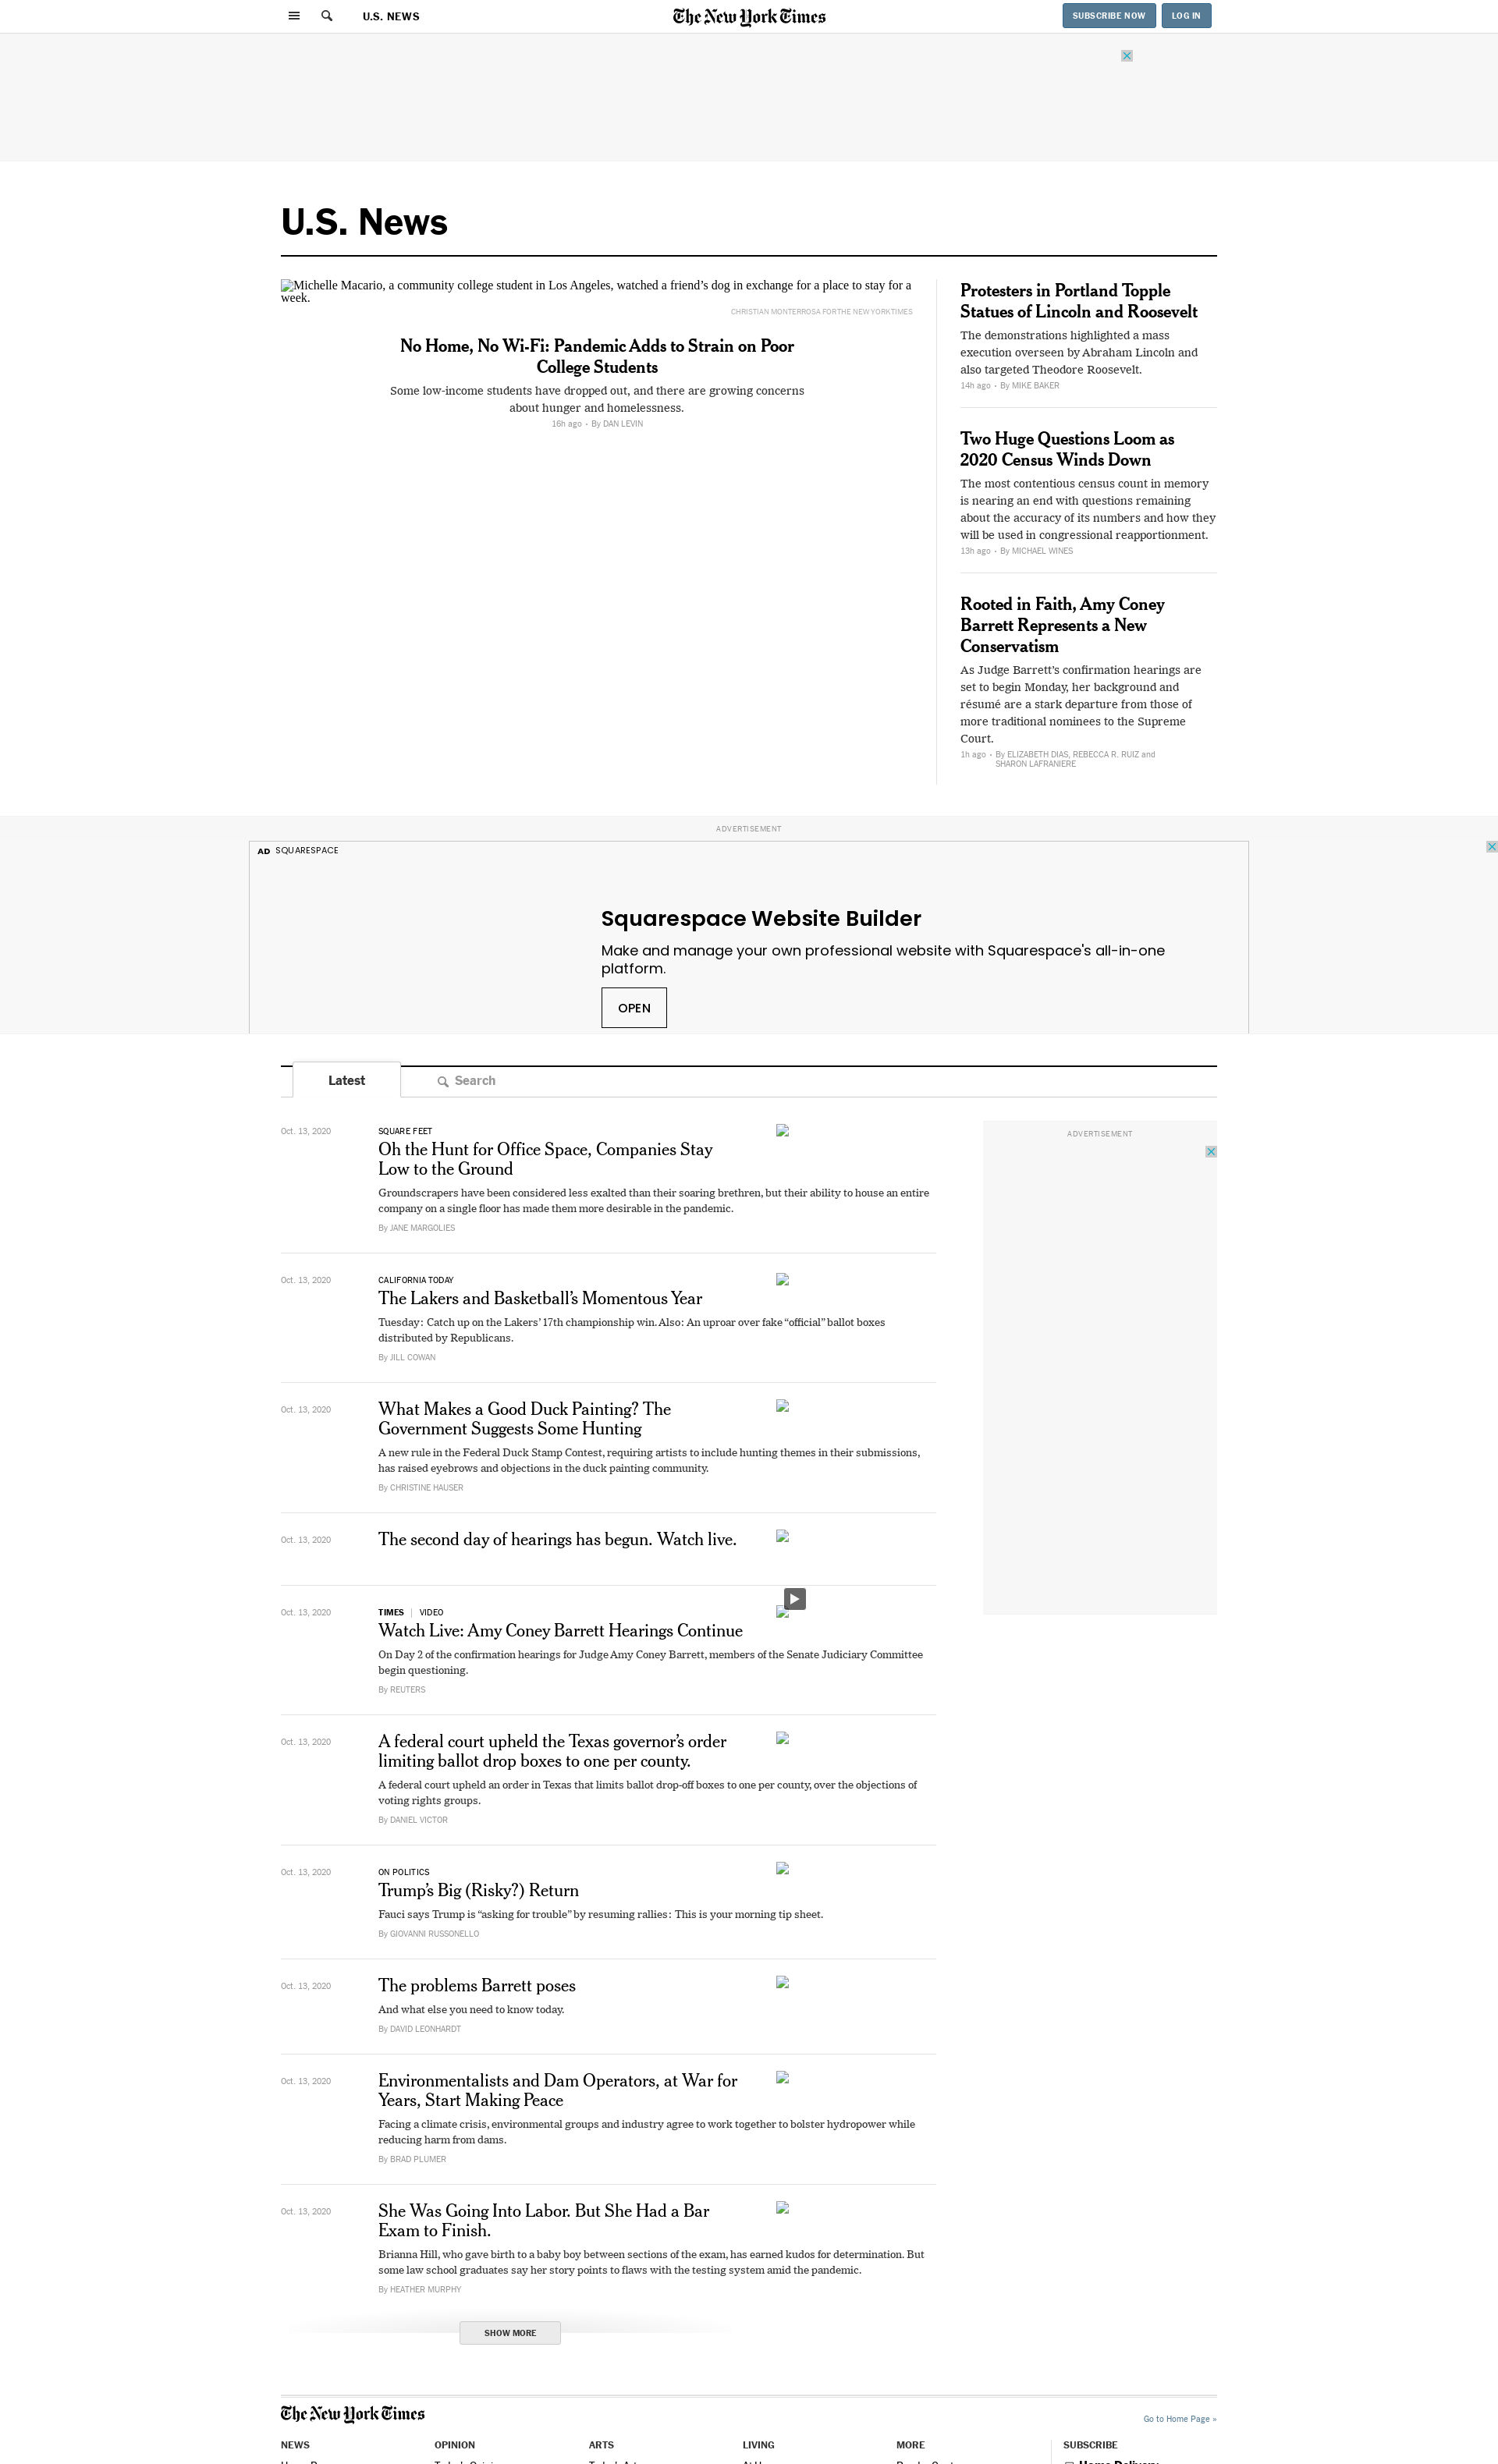 U.S. NEWS
The New York Times
SUBSCRIBE NOW
LOG IN
U.S. News
Michelle Macario, a community college student in Los Angeles, watched a friend’s dog in exchange for a place to stay for a
week.
CHRISTIAN MONTERROSA FOR THE NEW YORK TIMES
No Home, No Wi-Fi: Pandemic Adds to Strain on Poor
College Students
Some low-income students have dropped out, and there are growing concerns
about hunger and homelessness.
16h ago • By DAN LEVIN
Protesters in Portland Topple
Statues of Lincoln and Roosevelt
The demonstrations highlighted a mass
execution overseen by Abraham Lincoln and
also targeted Theodore Roosevelt.
14h ago • By MIKE BAKER
Two Huge Questions Loom as
2020 Census Winds Down
The most contentious census count in memory
is nearing an end with questions remaining
about the accuracy of its numbers and how they
will be used in congressional reapportionment.
13h ago • By MICHAEL WINES
Rooted in Faith, Amy Coney
Barrett Represents a New
Conservatism
As Judge Barrett’s confirmation hearings are
set to begin Monday, her background and
résumé are a stark departure from those of
more traditional nominees to the Supreme
Court.
1h ago • By ELIZABETH DIAS, REBECCA R. RUIZ and
SHARON LAFRANIERE
ADVERTISEMENT
AD SQUARESPACE
Squarespace Website Builder
Make and manage your own professional website with Squarespace's all-in-one
platform.
OPEN
Latest
Search
Oct. 13, 2020
SQUARE FEET
Oh the Hunt for Office Space, Companies Stay
Low to the Ground
Groundscrapers have been considered less exalted than their soaring brethren, but their ability to house an entire
company on a single floor has made them more desirable in the pandemic.
By JANE MARGOLIES
ADVERTISEMENT
Oct. 13, 2020
CALIFORNIA TODAY
The Lakers and Basketball’s Momentous Year
Tuesday: Catch up on the Lakers’ 17th championship win. Also: An uproar over fake “official” ballot boxes
distributed by Republicans.
By JILL COWAN
Oct. 13, 2020
What Makes a Good Duck Painting? The
Government Suggests Some Hunting
A new rule in the Federal Duck Stamp Contest, requiring artists to include hunting themes in their submissions,
has raised eyebrows and objections in the duck painting community.
By CHRISTINE HAUSER
Oct. 13, 2020
The second day of hearings has begun. Watch live.
Oct. 13, 2020
TIMES | VIDEO
Watch Live: Amy Coney Barrett Hearings Continue
On Day 2 of the confirmation hearings for Judge Amy Coney Barrett, members of the Senate Judiciary Committee
begin questioning.
By REUTERS
Oct. 13, 2020
A federal court upheld the Texas governor’s order
limiting ballot drop boxes to one per county.
A federal court upheld an order in Texas that limits ballot drop-off boxes to one per county, over the objections of
voting rights groups.
By DANIEL VICTOR
Oct. 13, 2020
ON POLITICS
Trump’s Big (Risky?) Return
Fauci says Trump is “asking for trouble” by resuming rallies: This is your morning tip sheet.
By GIOVANNI RUSSONELLO
Oct. 13, 2020
The problems Barrett poses
And what else you need to know today.
By DAVID LEONHARDT
Oct. 13, 2020
Environmentalists and Dam Operators, at War for
Years, Start Making Peace
Facing a climate crisis, environmental groups and industry agree to work together to bolster hydropower while
reducing harm from dams.
By BRAD PLUMER
Oct. 13, 2020
She Was Going Into Labor. But She Had a Bar
Exam to Finish.
Brianna Hill, who gave birth to a baby boy between sections of the exam, has earned kudos for determination. But
some law school graduates say her story points to flaws with the testing system amid the pandemic.
By HEATHER MURPHY
SHOW MORE
The New York Times
Go to Home Page »
NEWS
OPINION
ARTS
LIVING
MORE
SUBSCRIBE